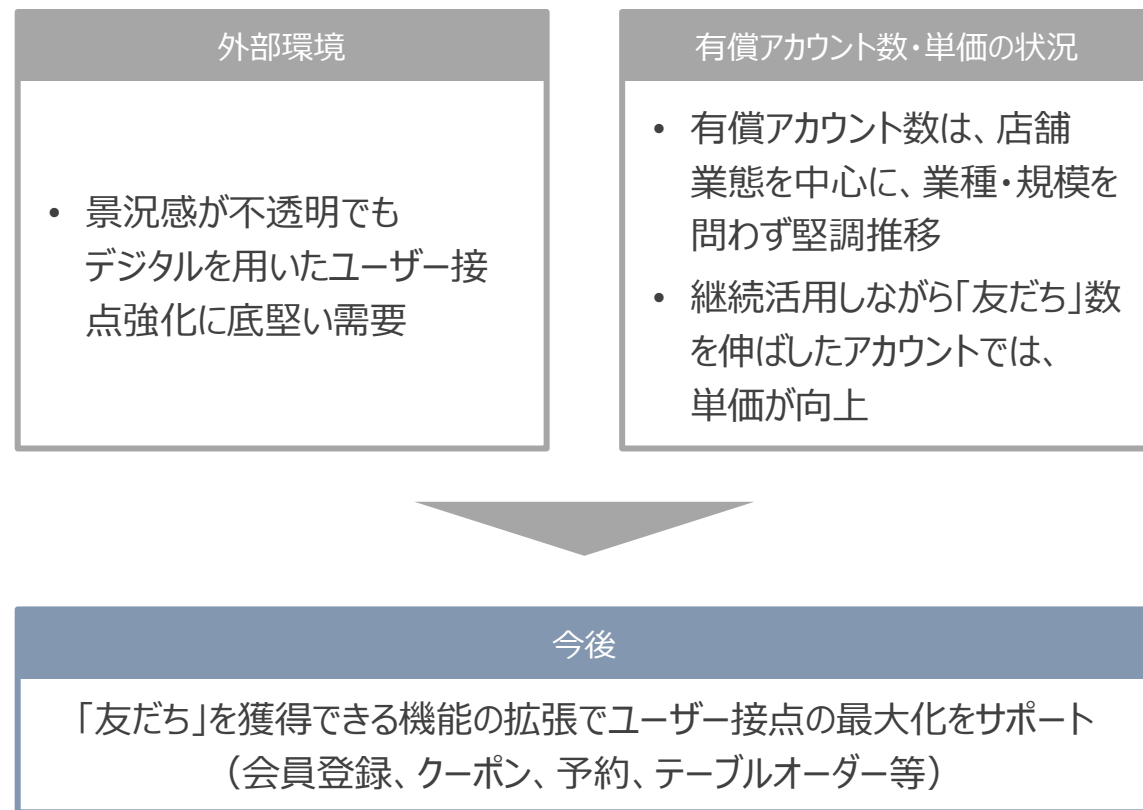 外部環境
• 景況感が不透明でも
デジタルを用いたユーザー接
点強化に底堅い需要
有償アカウント数・単価の状況
• 有償アカウント数は、店舗
業態を中心に、業種・規模を
問わず堅調推移
• 継続活用しながら「友だち」数
を伸ばしたアカウントでは、
単価が向上
今後
「友だち」を獲得できる機能の拡張でユーザー接点の最大化をサポート
（会員登録、クーポン、予約、テーブルオーダー等）